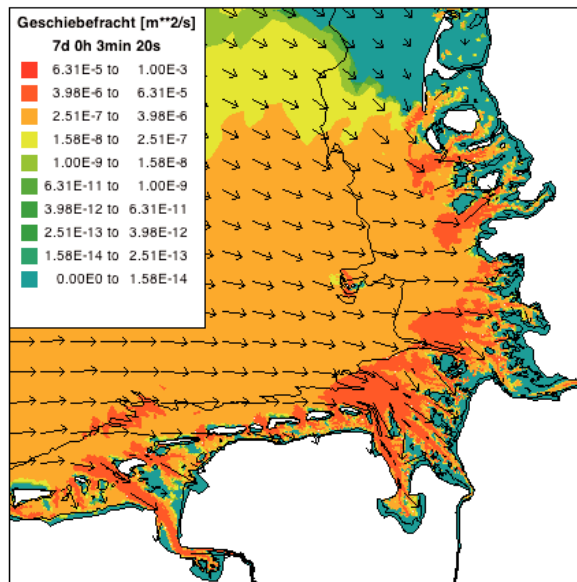 Geschiebefracht [m**2/s]
7d 0h 3min 20s
6.31E-5 to 1.00E-3
3.98E-6 to 6.31E-5
2.51E-7 to 3.98E-6
1.58E-8 to 2.51E-7
1.00E-9 to 1.58E-8
6.31E-11 to 1.00E-9
3.98E-12 to 6.31E-11
2.51E-13 to 3.98E-12
1.58E-14 to 2.51E-13
0.00E0 to 1.58E-14